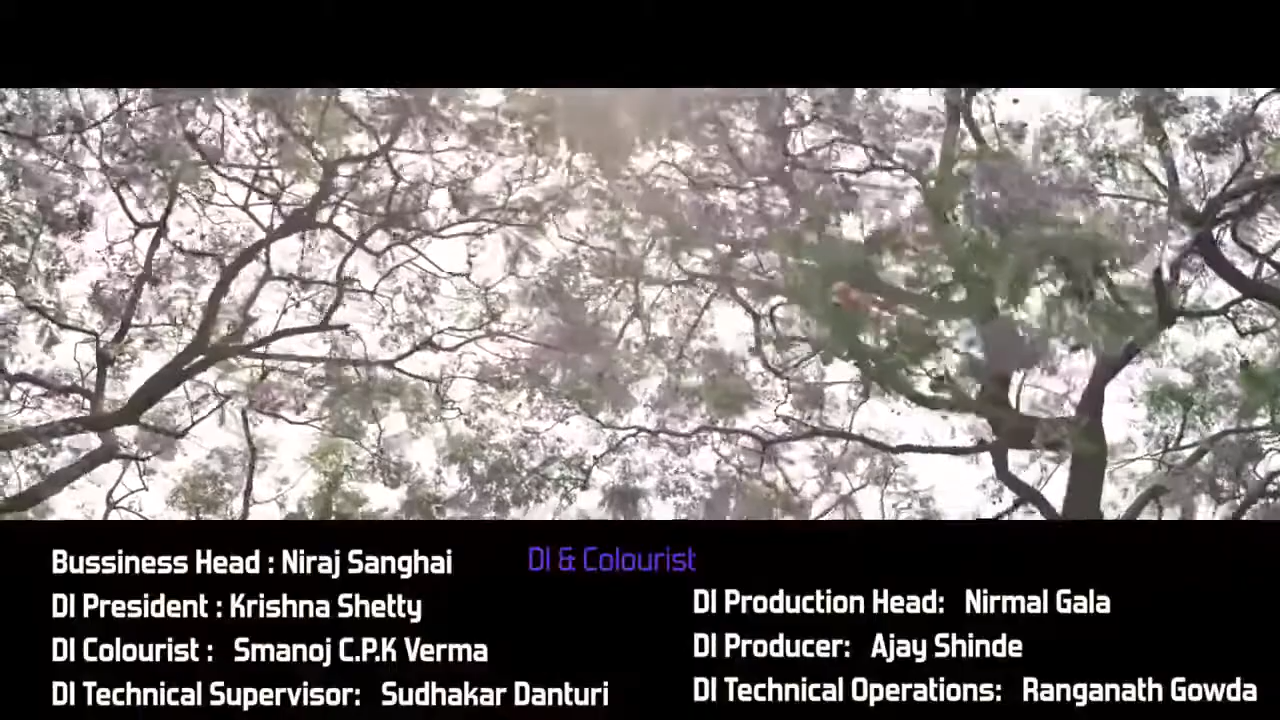 DI & Colourist
Bussiness Head : Niraj Sanghai
DI President : Krishna Shetty
DI Colourist : Smanoj C.P.K Verma
DI Technical Supervisor: Sudhakar Danturi
DI Production Head: Nirmal Gala
DI Producer: Ajay Shinde
DI Technical Operations: Ranganath Gowda